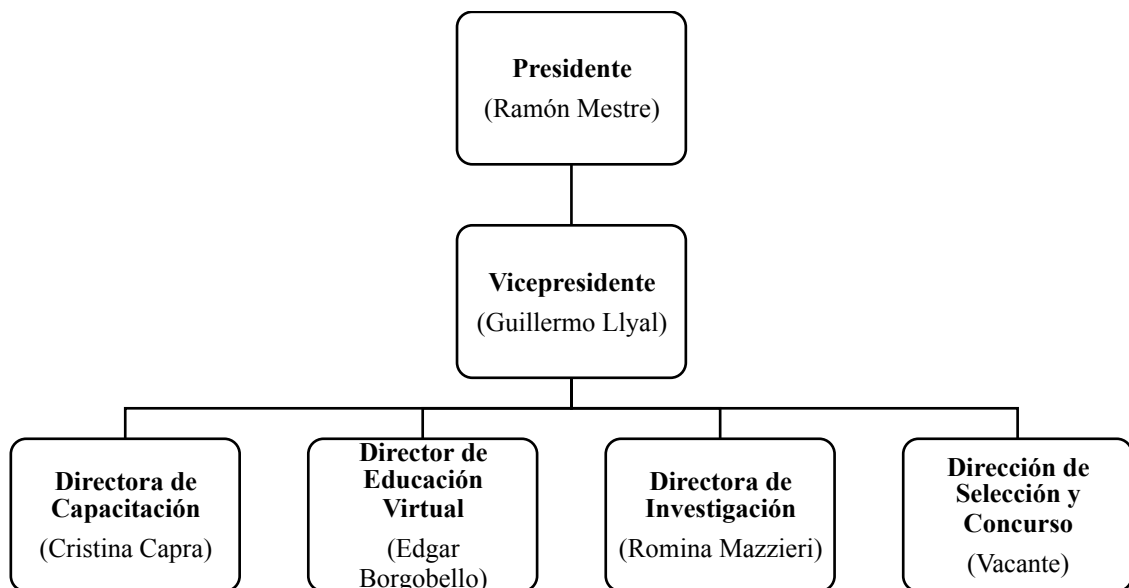 Presidente
(Ramón Mestre)
Vicepresidente
(Guillermo Llyal)
Directora de
Capacitación
(Cristina Capra)
Director de
Educación
Virtual
(Edgar
Borgobello)
Directora de
Investigación
(Romina Mazzieri)
Dirección de
Selección y
Concurso
(Vacante)